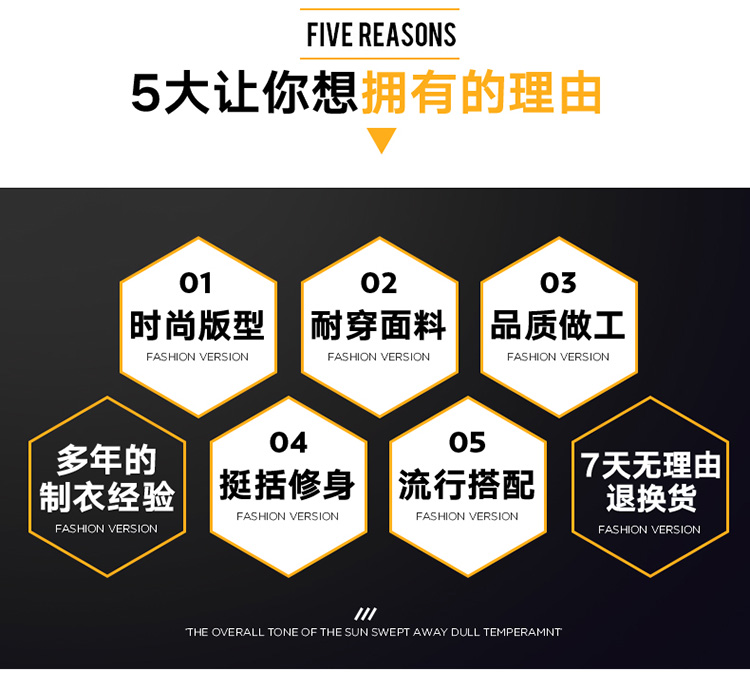 FIVE REASONS
5大让你想拥有的理由
01
时尚版型
FASHION VERSION
02
耐穿面料
FASHION VERSION
03
品质做工
FASHION VERSION
多年的
制衣经验
FASHION VERSION
04
挺括修身
FASHION VERSION
05
流行搭配
FASHION VERSION
7天无理由
退换货
FASHION VERSION
'THE OVERALL TONE OF THE SUN SWEPT AWAY DULL TEMPERAMNT'